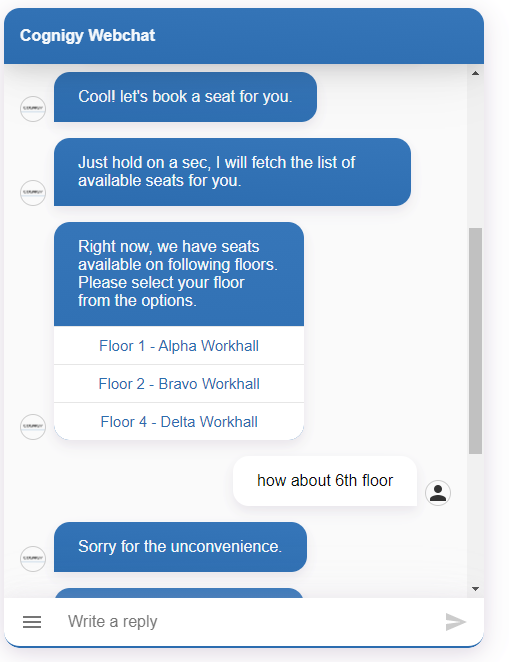 Cognigy Webchat
Cool! let's book a seat for you.
Just hold on a sec, I will fetch the list of
available seats for you.
Right now, we have seats
available on following floors.
Please select your floor
from the options.
Floor 1 - Alpha Workhall
Floor 2 - Bravo Workhall
Floor 4 - Delta Workhall
how about 6th floor
Sorry for the unconvenience.
Write a reply